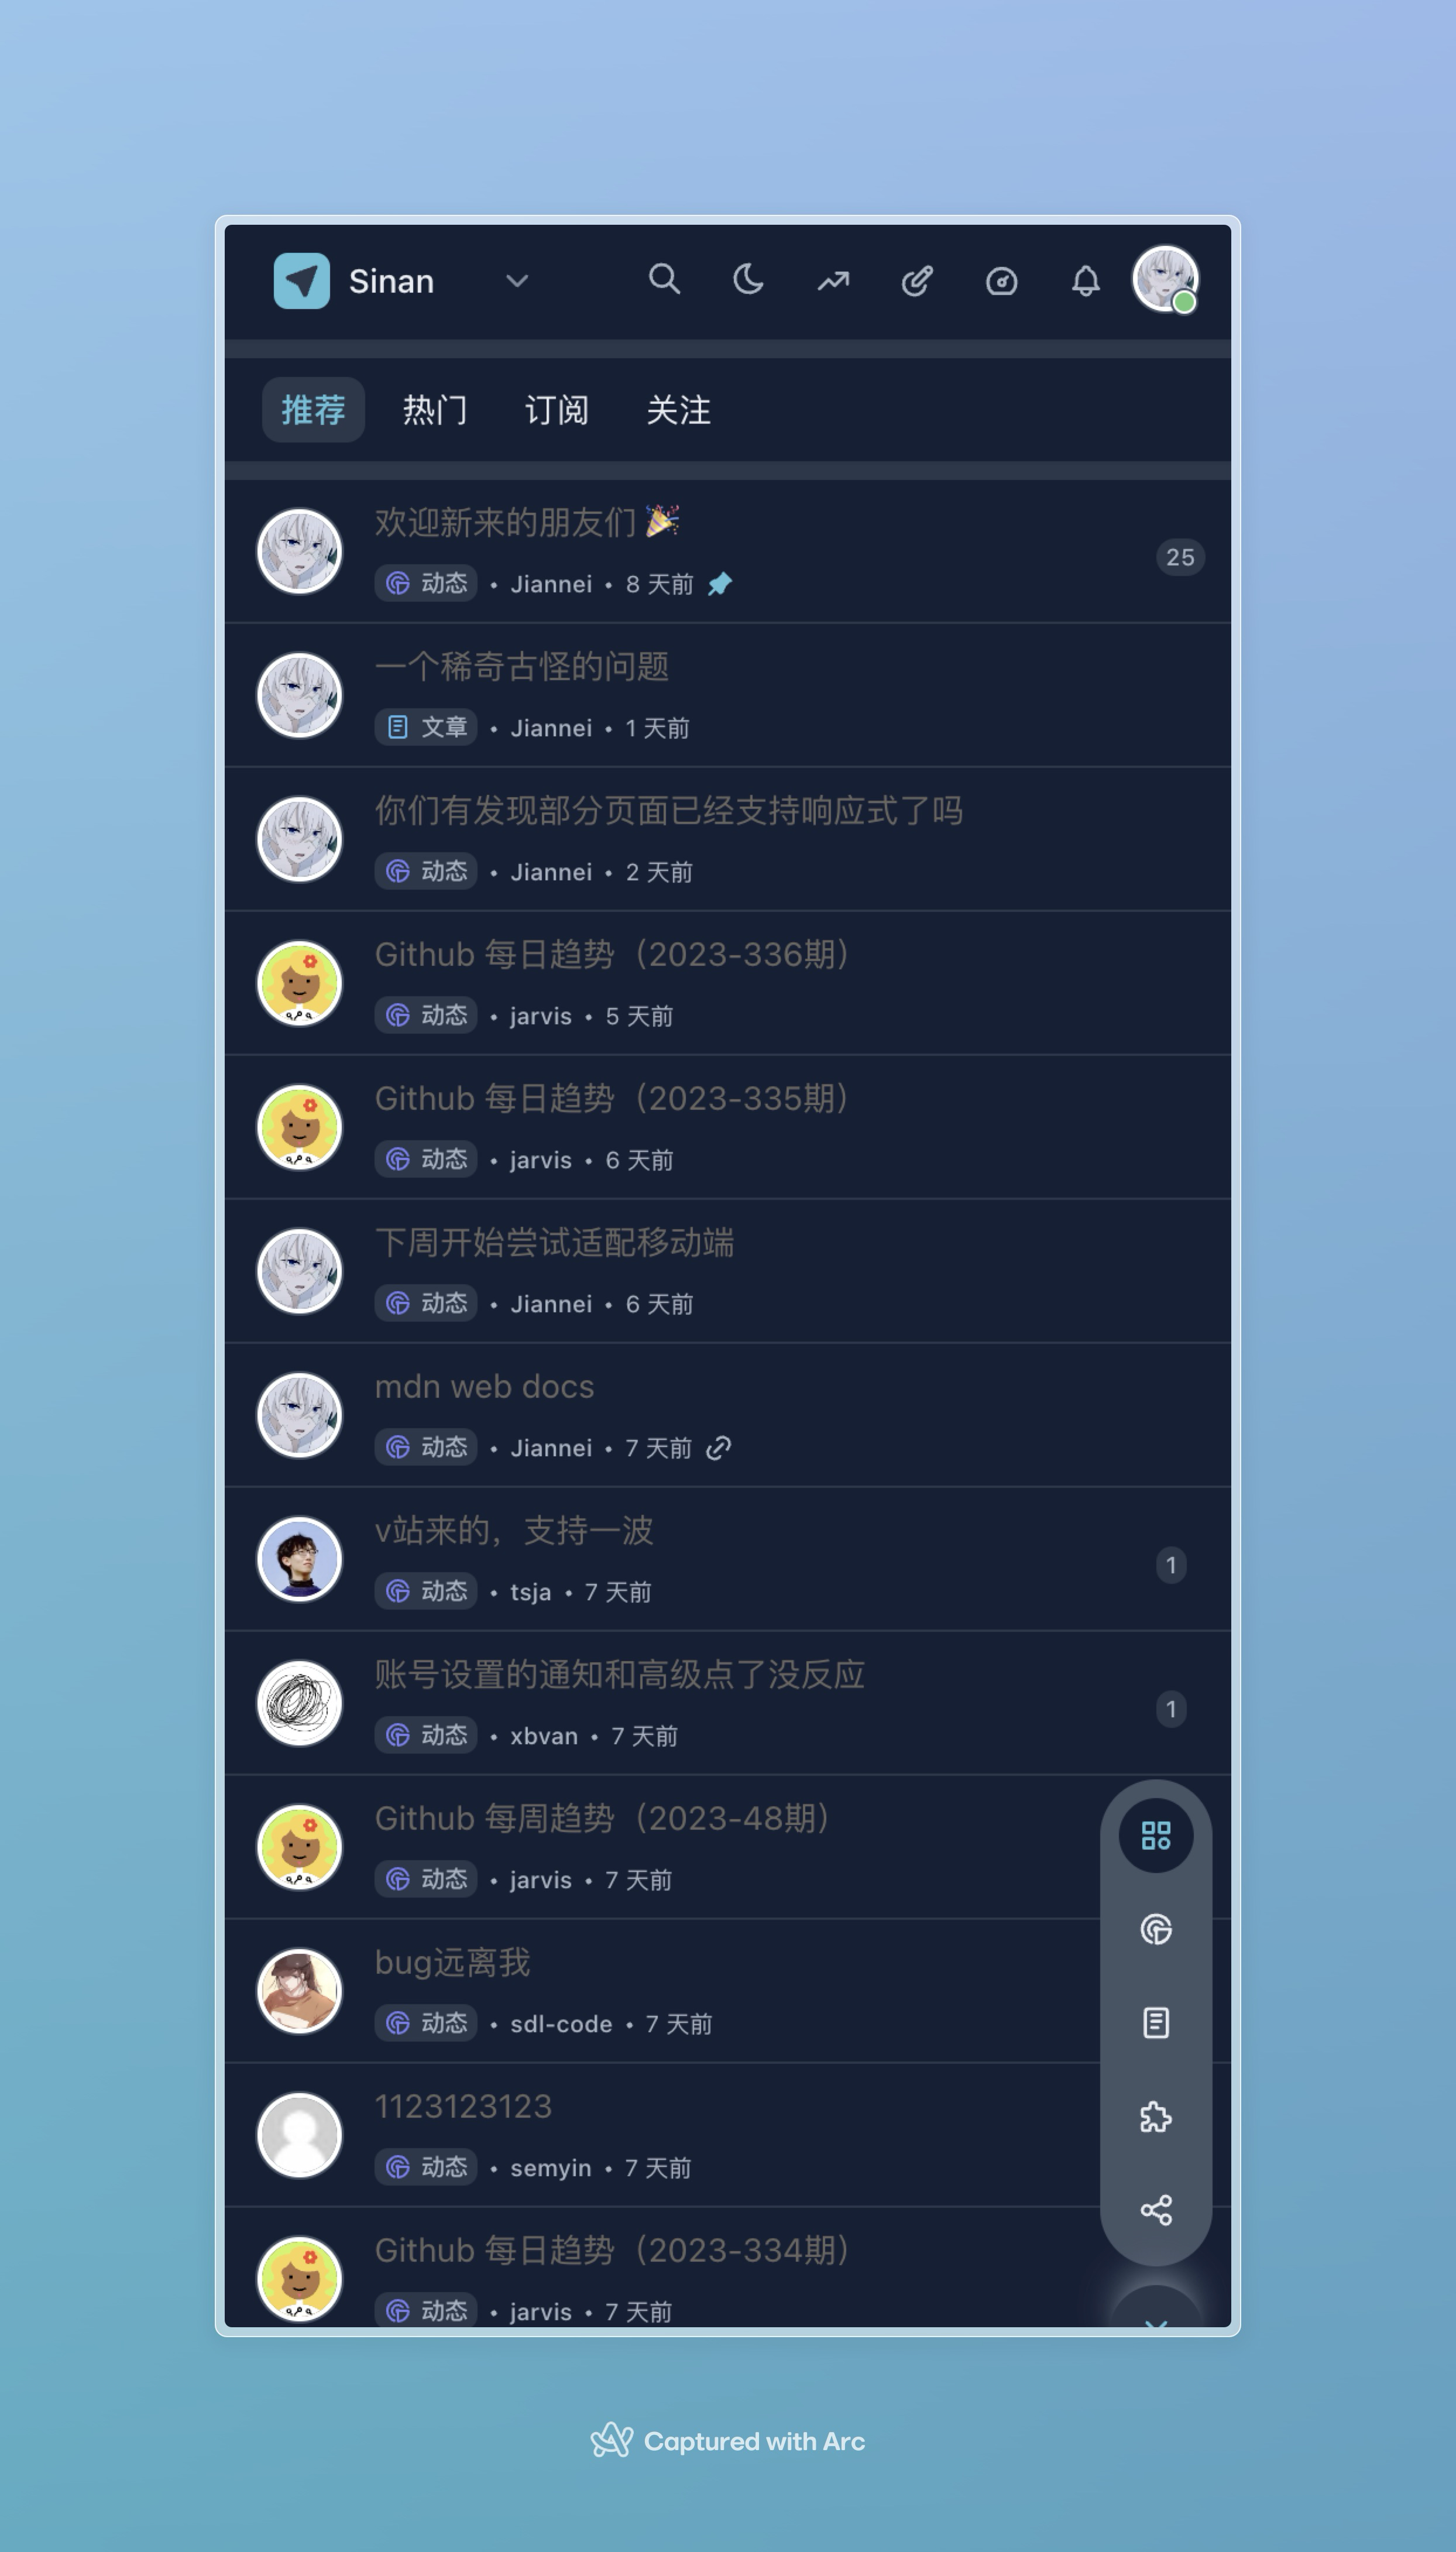 Sinan
推荐 热门 订阅 关注
欢迎新来的朋友们 🎉
动态 • Jiannei • 8 天前
25
一个稀奇古怪的问题
文章 • Jiannei • 1 天前
你们有发现部分页面已经支持响应式了吗
动态 • Jiannei • 2 天前
Github 每日趋势（2023-336期）
动态 • jarvis • 5 天前
Github 每日趋势（2023-335期）
动态 • jarvis • 6 天前
下周开始尝试适配移动端
动态 • Jiannei • 6 天前
mdn web docs
动态 • Jiannei • 7 天前
v站来的，支持一波
动态 • tsja • 7 天前
1
账号设置的通知和高级点了没反应
动态 • xbvan • 7 天前
1
Github 每周趋势（2023-48期）
动态 • jarvis • 7 天前
bug远离我
动态 • sdl-code • 7 天前
1123123123
动态 • semyin • 7 天前
Github 每日趋势（2023-334期）
动态 • jarvis • 7 天前
Captured with Arc